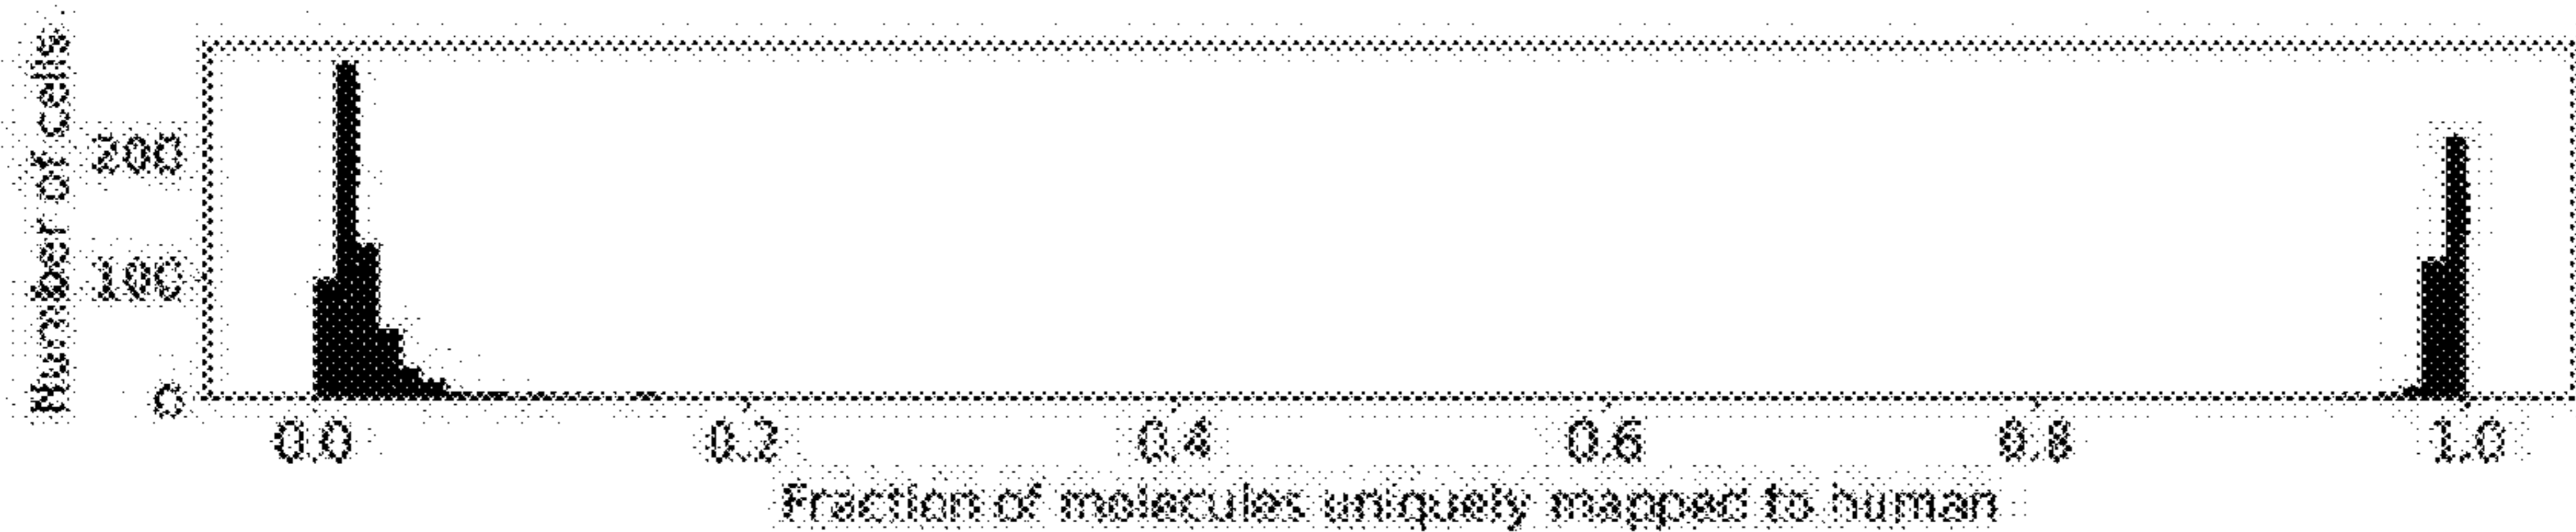 Number of cells
200
100
0
0.0 0.2 0.4 0.6 0.8 1.0
Fraction of molecules uniquely mapped to human